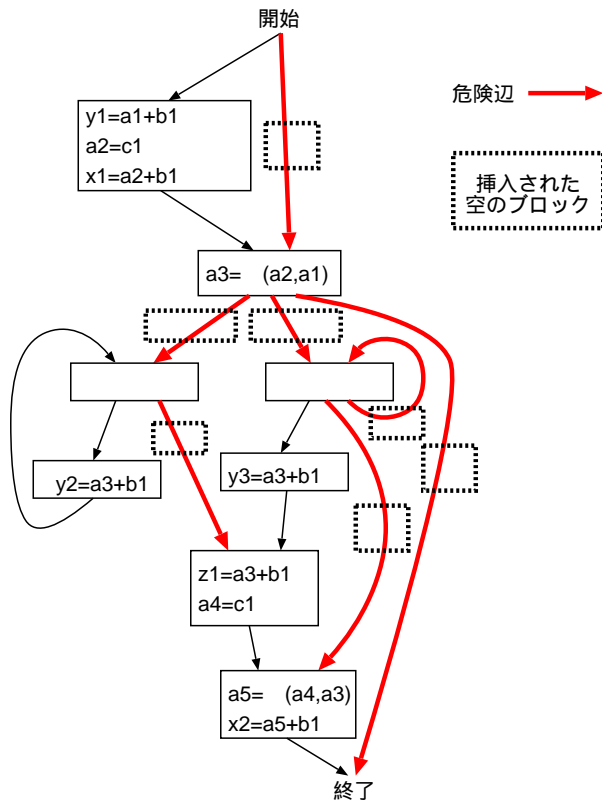 開始
危険辺
y1=a1+b1
a2=c1
x1=a2+b1
挿入された
空のブロック
a3= (a2,a1)
y2=a3+b1
y3=a3+b1
z1=a3+b1
a4=c1
a5= (a4,a3)
x2=a5+b1
終了